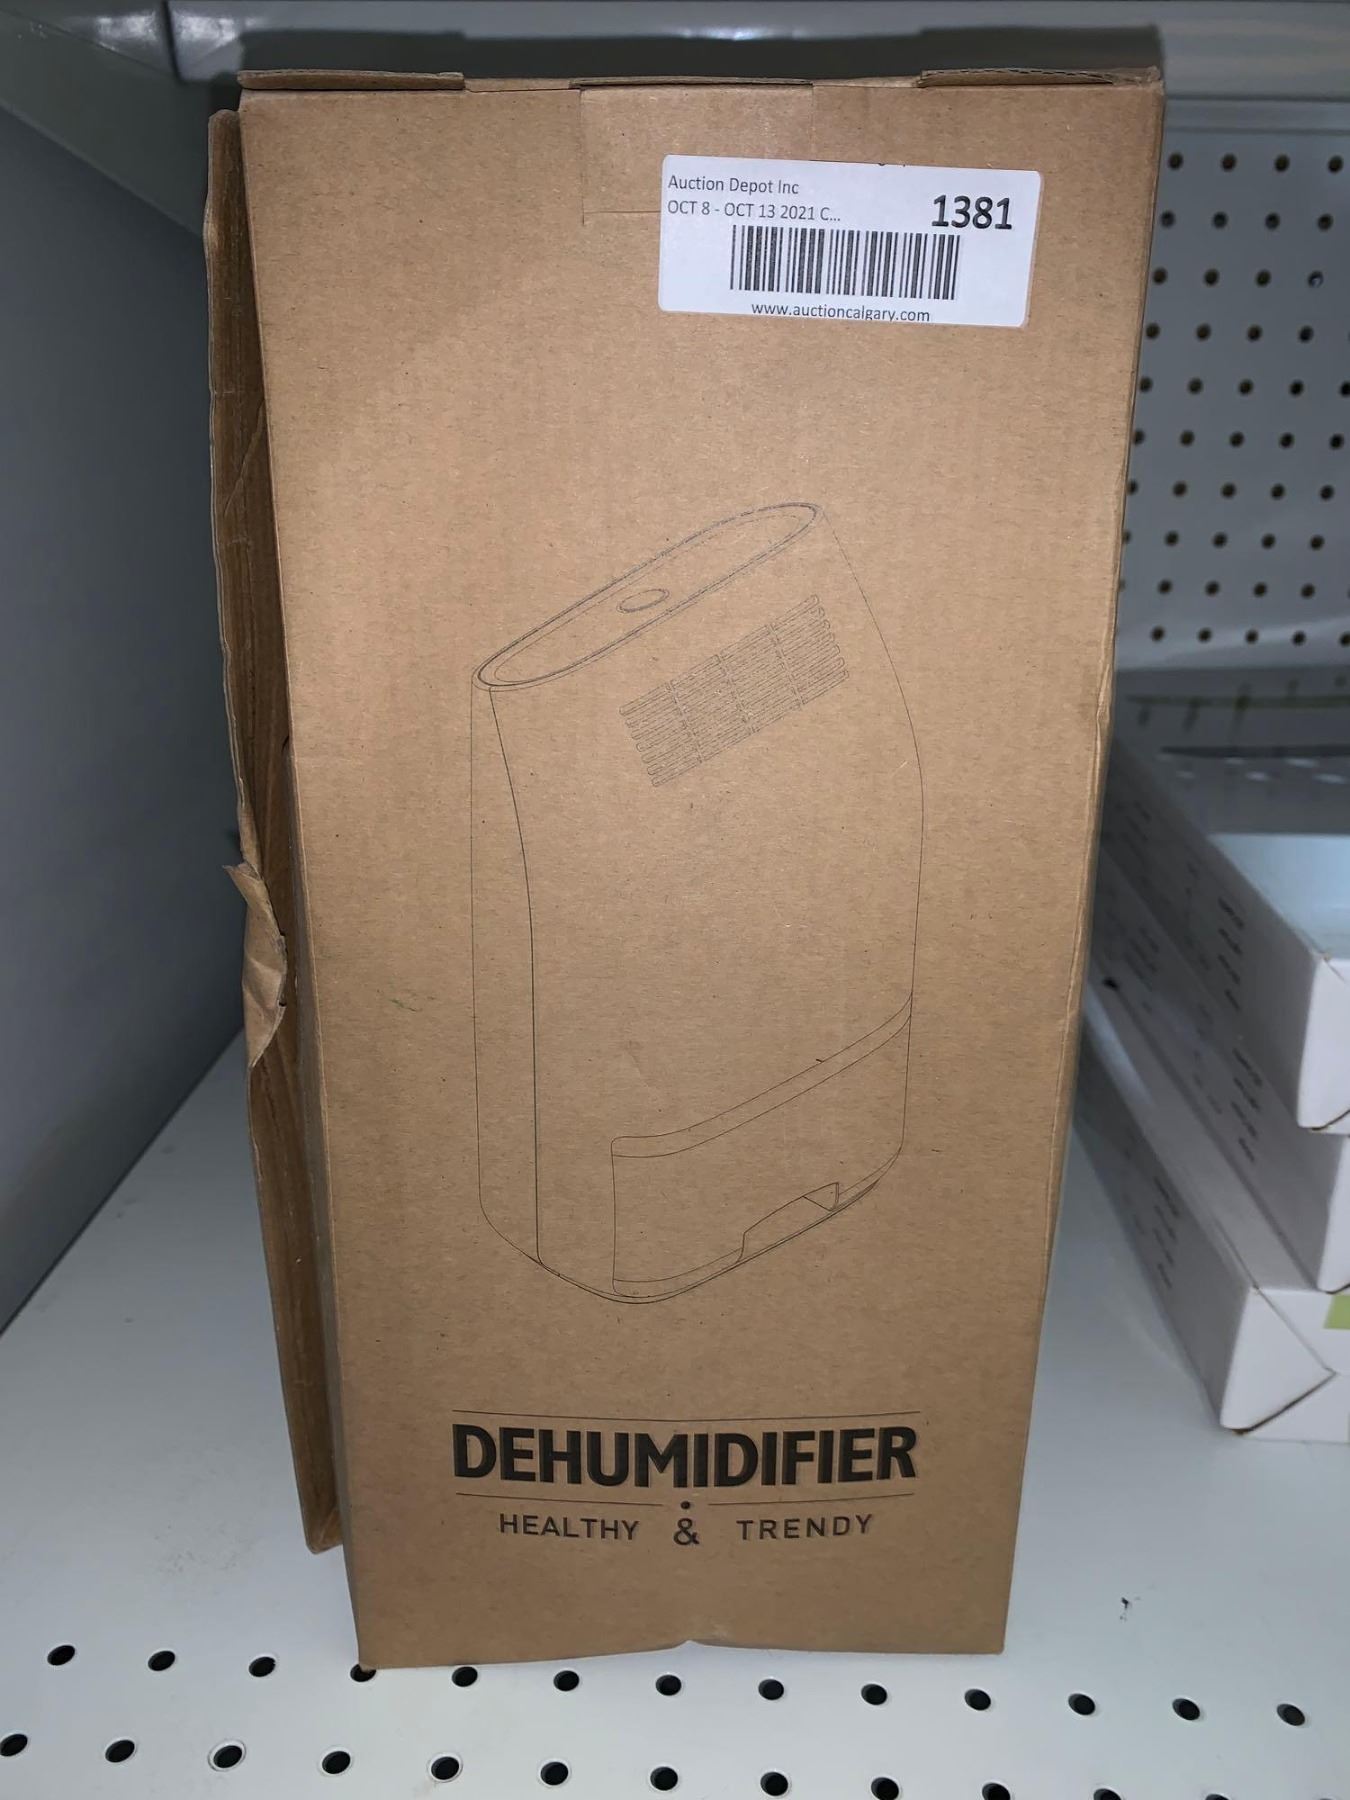 Auction Depot Inc
OCT 8 - OCT 13 2021 C...
1381
www.auctioncalgary.com
DEHUMIDIFIER
HEALTHY & TRENDY